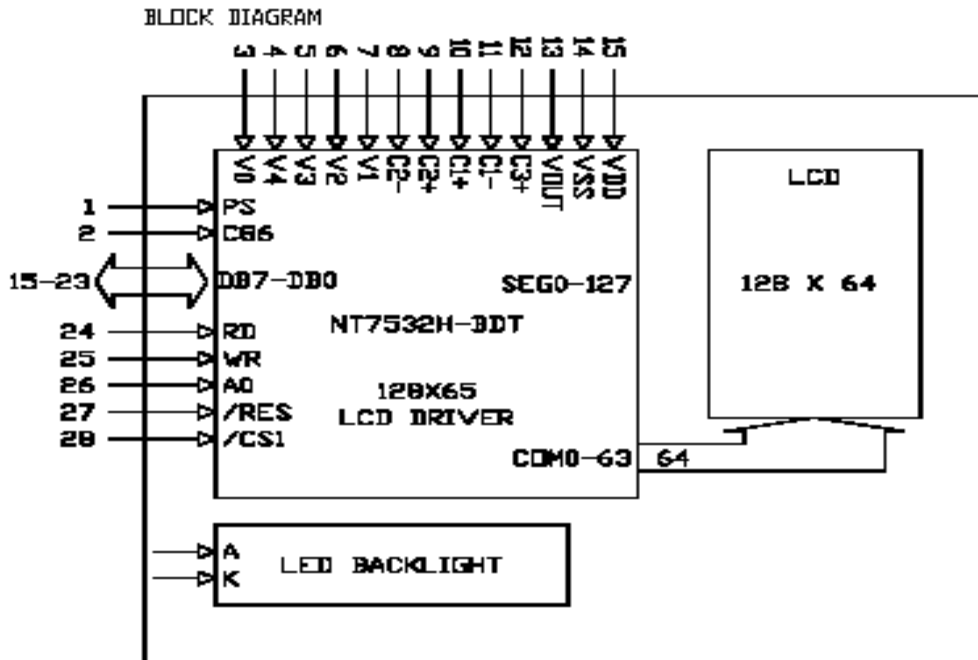 BLOCK DIAGRAM
3 4 5 6 7 8 9 10 11 12 13 14 15
V0 V4 V3 V2 V1 C2- C2+ C1+ C1- C3+ VOUT VSS VDD
LCD
1 PS
2 C86
15-23 DB7-DB0
SEG0-127
128 X 64
NT7532H-BDT
24 RD
25 WR
26 A0
128X65
27 /RES
LCD DRIVER
28 /CS1
COM0-63 64
A
LED BACKLIGHT
K